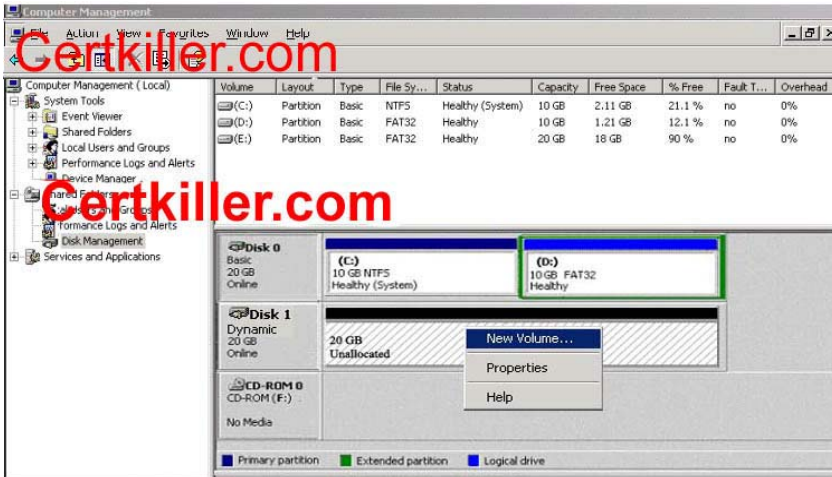 Computer Management
File Action View Favorites Window Help
Certkiller.com
Computer Management (Local)
System Tools
Event Viewer
Shared Folders
Local Users and Groups
Performance Logs and Alerts
Device Manager
Shared Folders
Certkiller.com
formance Logs and Alerts
Disk Management
Services and Applications
Volume Layout Type File Sy... Status Capacity Free Space % Free Fault T... Overhead
(C:) Partition Basic NTFS Healthy (System) 10 GB 2.11 GB 21.1 % no 0%
(D:) Partition Basic FAT32 Healthy 10 GB 1.21 GB 12.1 % no 0%
(E:) Partition Basic FAT32 Healthy 20 GB 18 GB 90 % no 0%
Disk 0
Basic
20 GB
Online
(C:)
10 GB NTFS
Healthy (System)
(D:)
10GB FAT32
Healthy
Disk 1
Dynamic
20 GB
Online
20 GB
Unallocated
New Volume...
Properties
Help
CD-ROM 0
CD-ROM (F:)
No Media
Primary partition Extended partition Logical drive